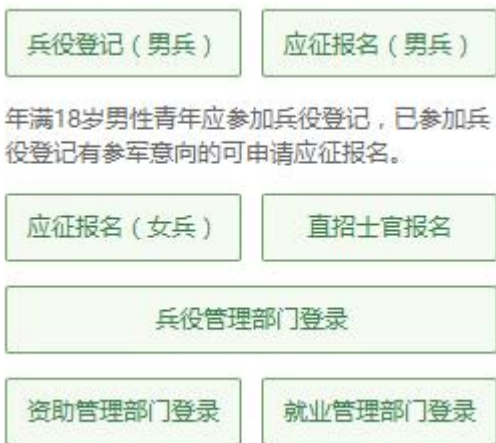 兵役登记（男兵） 应征报名（男兵）
年满18岁男性青年应参加兵役登记，已参加兵
役登记有参军意向的可申请应征报名。
应征报名（女兵） 直招士官报名
兵役管理部门登录
资助管理部门登录 就业管理部门登录